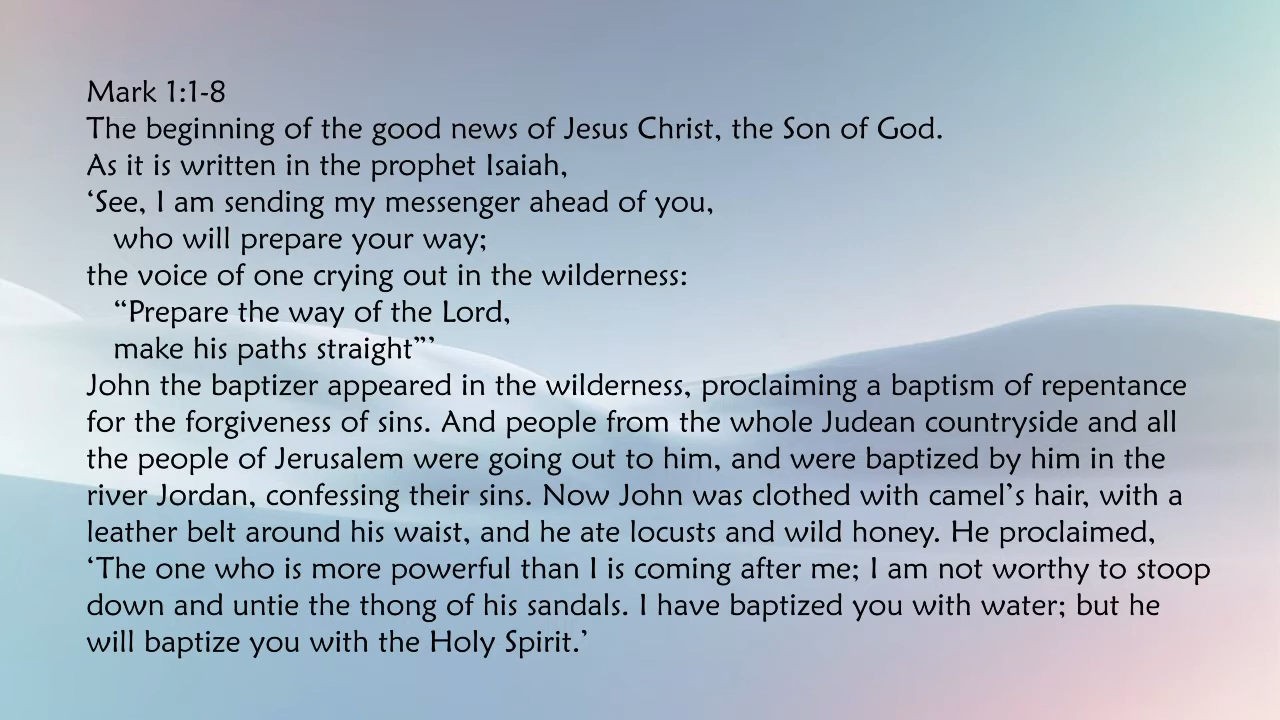 Mark 1:1-8
The beginning of the good news of Jesus Christ, the Son of God.
As it is written in the prophet Isaiah,
‘See, I am sending my messenger ahead of you,
who will prepare your way;
the voice of one crying out in the wilderness:
“Prepare the way of the Lord,
make his paths straight”’
John the baptizer appeared in the wilderness, proclaiming a baptism of repentance
for the forgiveness of sins. And people from the whole Judean countryside and all
the people of Jerusalem were going out to him, and were baptized by him in the
river Jordan, confessing their sins. Now John was clothed with camel’s hair, with a
leather belt around his waist, and he ate locusts and wild honey. He proclaimed,
‘The one who is more powerful than I is coming after me; I am not worthy to stoop
down and untie the thong of his sandals. I have baptized you with water; but he
will baptize you with the Holy Spirit.’